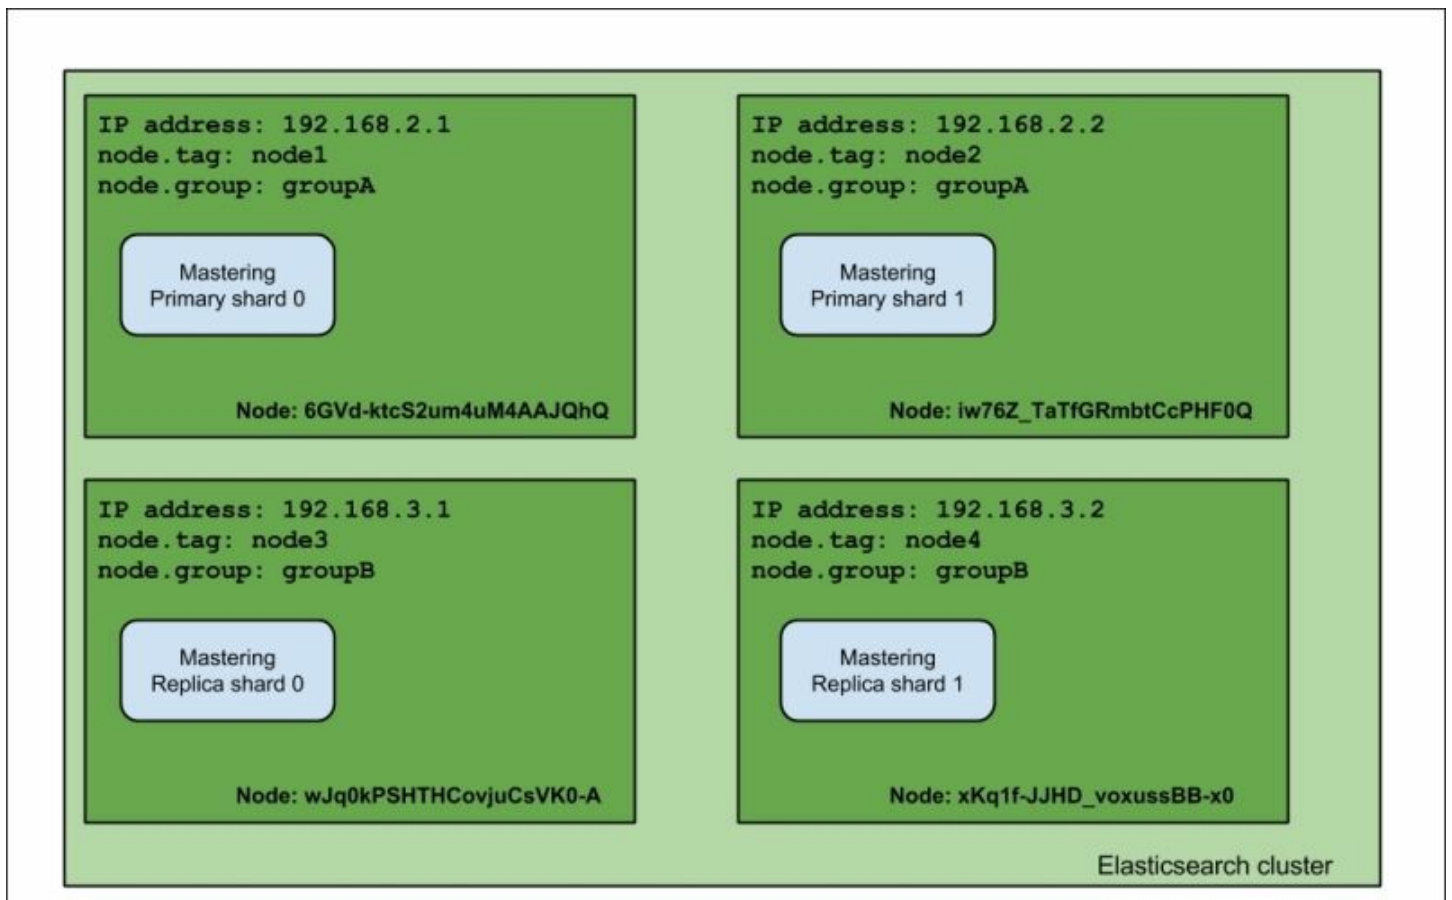 IP address: 192.168.2.1
node.tag: node1
node.group: groupA
Mastering
Primary shard 0
Node: 6GVd-ktcS2um4uM4AAJQhQ
IP address: 192.168.2.2
node.tag: node2
node.group: groupA
Mastering
Primary shard 1
Node: iw76Z_TaTfGRmbtCcPHF0Q
IP address: 192.168.3.1
node.tag: node3
node.group: groupB
Mastering
Replica shard 0
Node: wJq0kPSHTHCovjuCsVK0-A
IP address: 192.168.3.2
node.tag: node4
node.group: groupB
Mastering
Replica shard 1
Node: xKq1f-JJHD_voxussBB-x0
Elasticsearch cluster